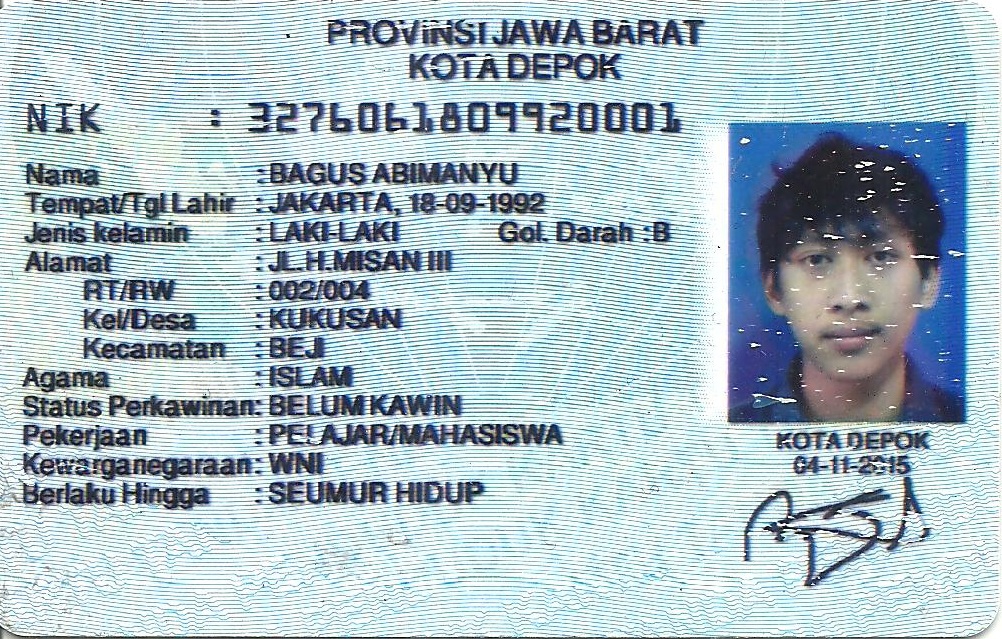 PROVINSI JAWA BARAT
KOTA DEPOK
NIK : 3276061809920001
Nama : BAGUS ABIMANYU
Tempat/Tgl Lahir : JAKARTA, 18-09-1992
Jenis kelamin : LAKI-LAKI Gol. Darah : B
Alamat : JL.H.MISAN III
RT/RW : 002/004
Kel/Desa : KUKUSAN
Kecamatan : BEJI
Agama : ISLAM
Status Perkawinan: BELUM KAWIN
Pekerjaan : PELAJAR/MAHASISWA
Kewarganegaraan: WNI
Berlaku Hingga : SEUMUR HIDUP
KOTA DEPOK
04-11-2015